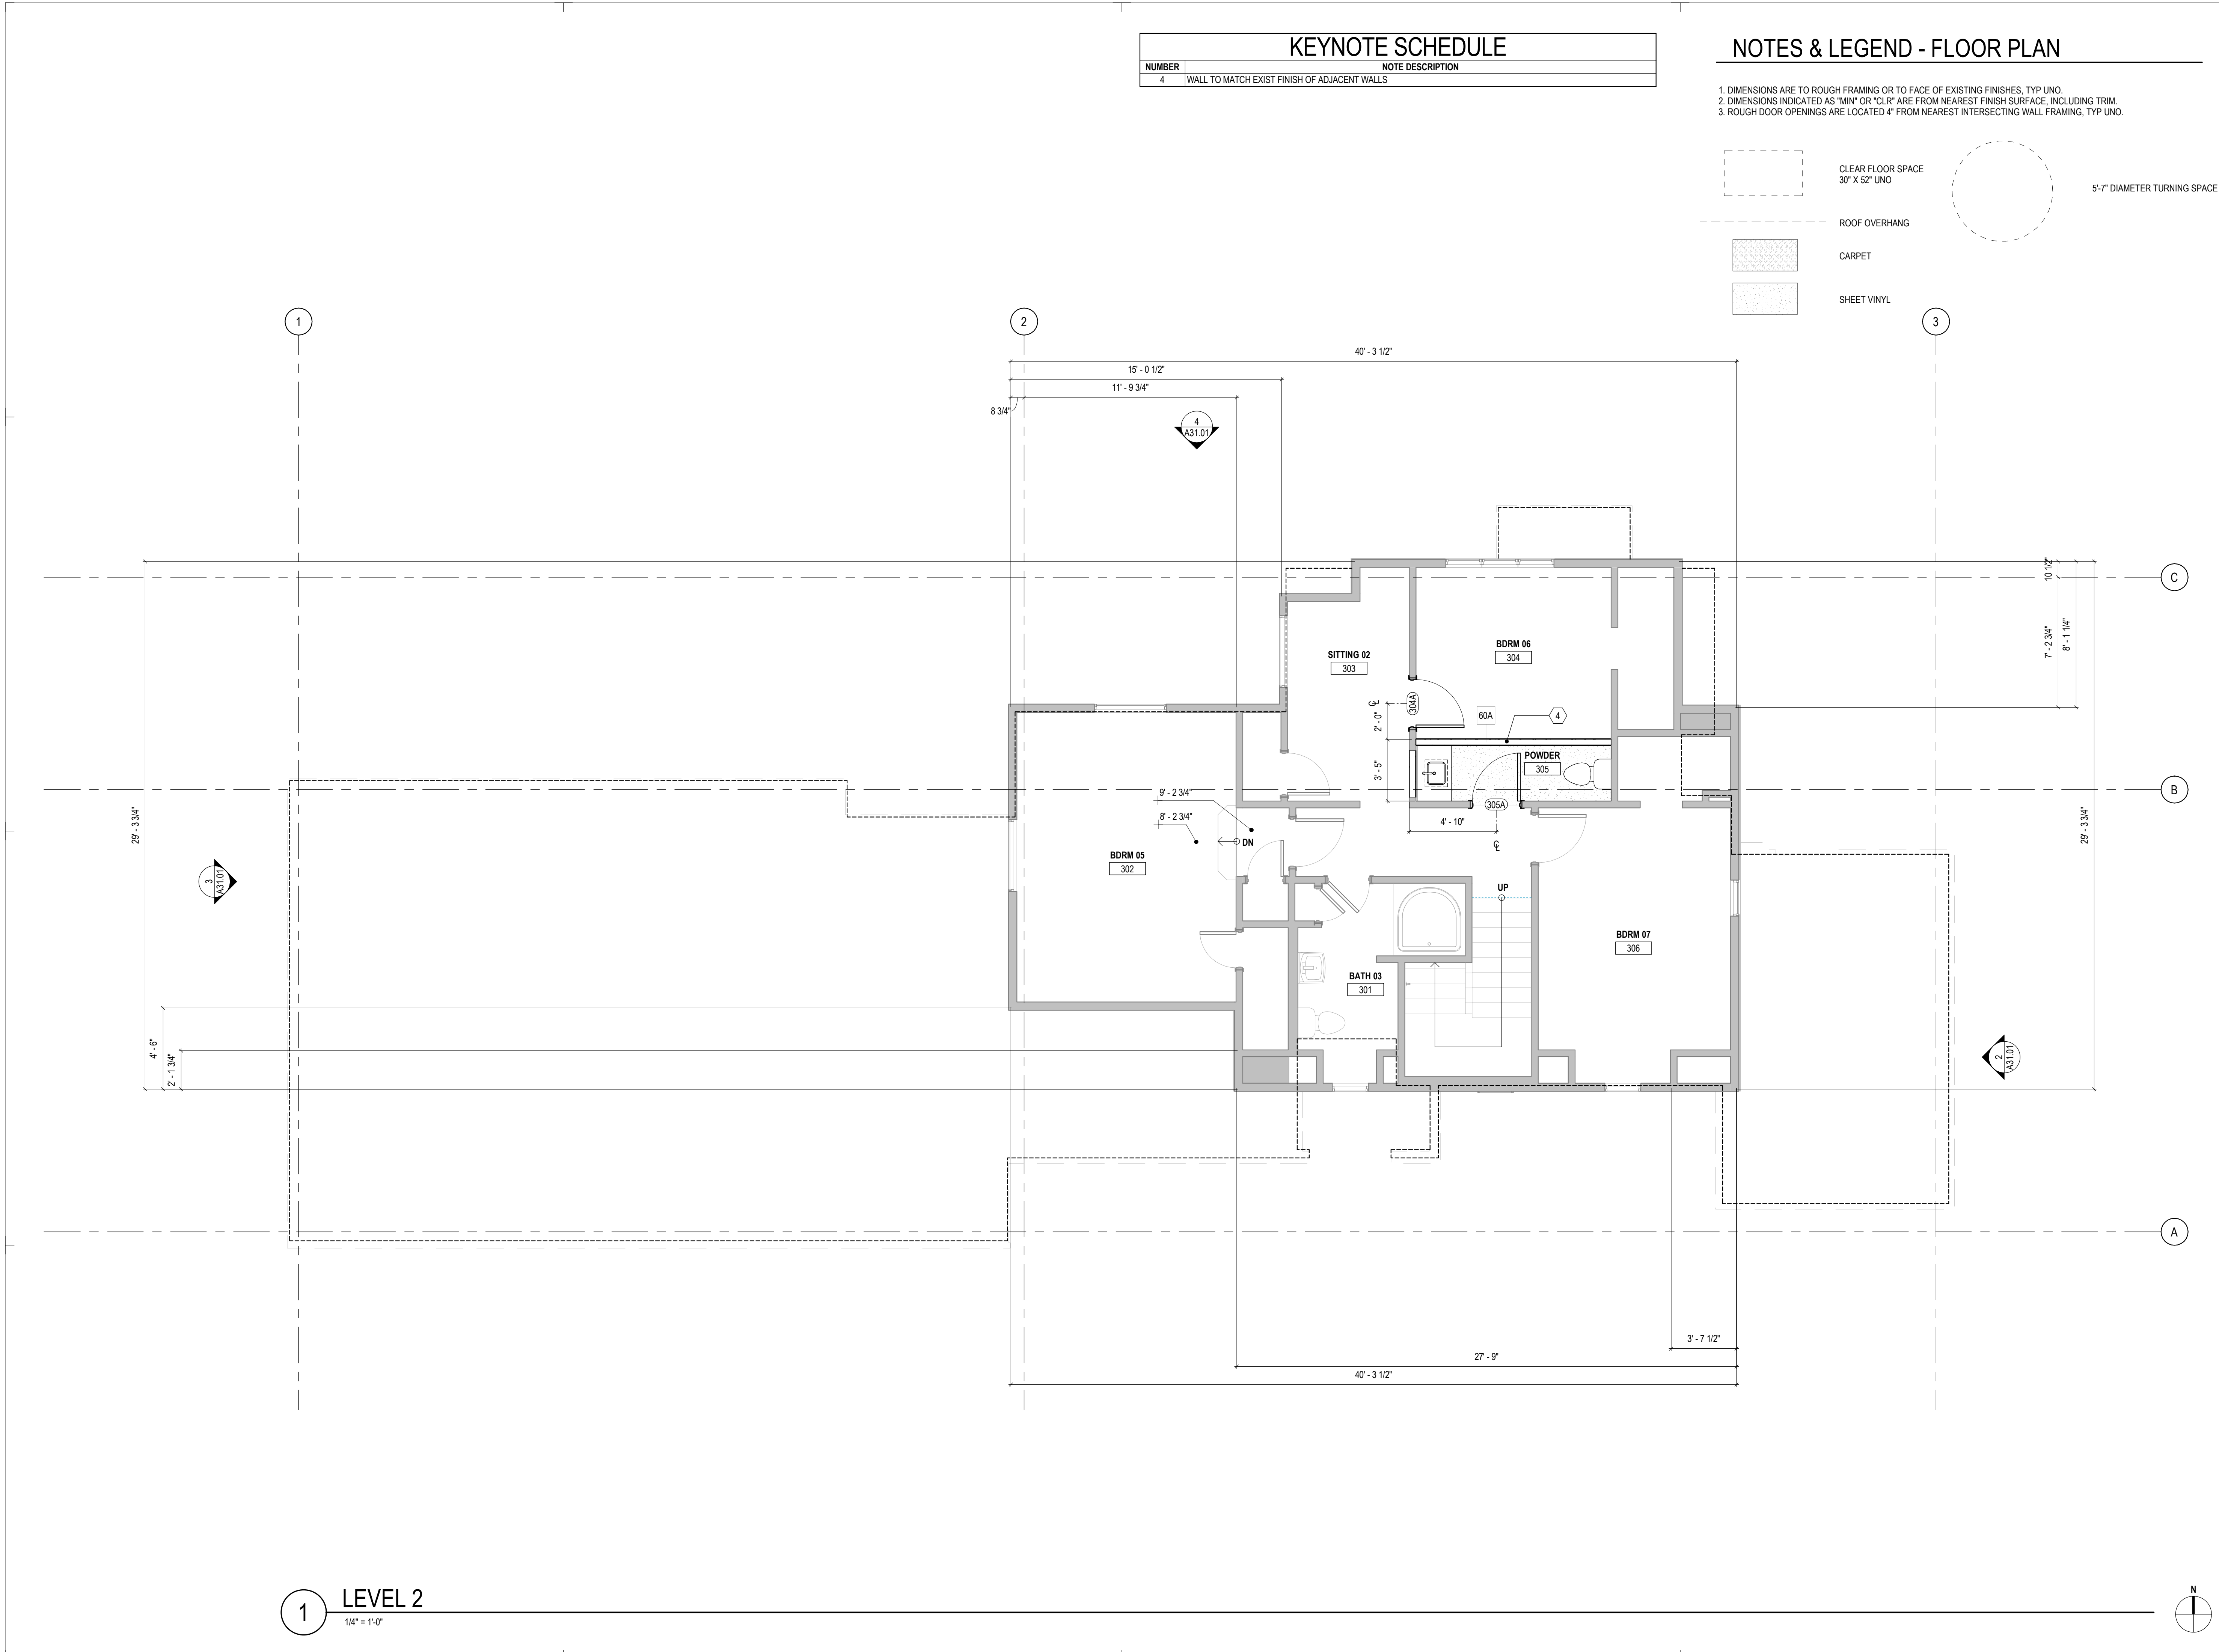 KEYNOTE SCHEDULE
NUMBER NOTE DESCRIPTION
4 WALL TO MATCH EXIST FINISH OF ADJACENT WALLS
NOTES & LEGEND - FLOOR PLAN
1. DIMENSIONS ARE TO ROUGH FRAMING OR TO FACE OF EXISTING FINISHES, TYP UNO.
2. DIMENSIONS INDICATED AS "MIN" OR "CLR" ARE FROM NEAREST FINISH SURFACE, INCLUDING TRIM.
3. ROUGH DOOR OPENINGS ARE LOCATED 4" FROM NEAREST INTERSECTING WALL FRAMING, TYP UNO.
CLEAR FLOOR SPACE
30" X 52" UNO
5'-7" DIAMETER TURNING SPACE
ROOF OVERHANG
CARPET
SHEET VINYL
1
2
3
40' - 3 1/2"
15' - 0 1/2"
11' - 9 3/4"
8 3/4"
4
A31.01
C
10 1/2"
7' - 2 3/4"
8' - 1 1/4"
BDRM 06
304
SITTING 02
303
304A
℄
2' - 0"
60A
4
POWDER
305
3' - 5"
B
9' - 2 3/4"
305A
8' - 2 3/4"
4' - 10"
℄
29' - 3 3/4"
29' - 3 3/4"
DN
BDRM 05
302
3
A31.01
UP
BDRM 07
306
BATH 03
301
4' - 6"
2' - 1 3/4"
2
A31.01
A
3' - 7 1/2"
27' - 9"
40' - 3 1/2"
1
LEVEL 2
1/4" = 1'-0"
N